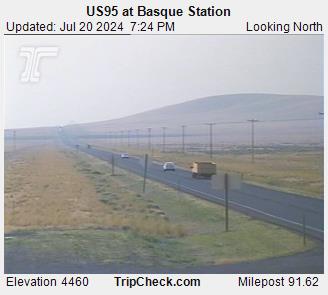 US95 at Basque Station
Updated: Jul 20 2024 7:24 PM Looking North
Elevation 4460 TripCheck.com Milepost 91.62